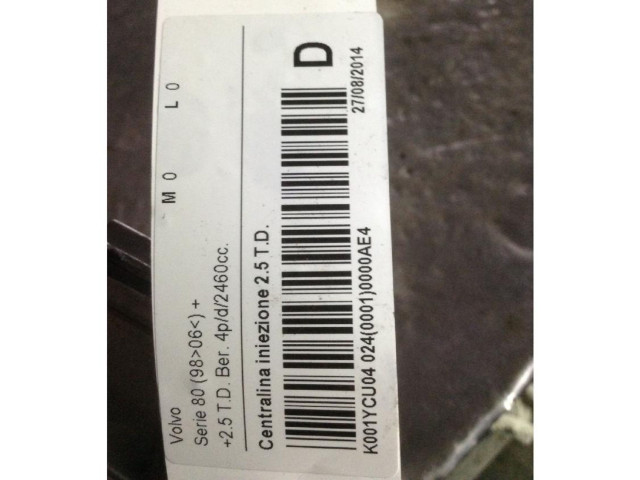 Volvo M 0 L 0
Serie 80 (98>06<) +
+2.5 T.D. Ber. 4p/d/2460cc.
Centralina iniezione 2.5 T.D. D
K001YCU04 024(0001)0000AE4 27/08/2014